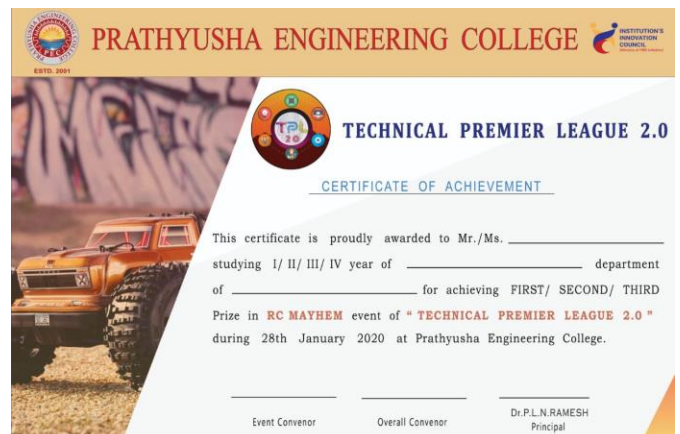 PRATHYUSHA ENGINEERING COLLEGE
INSTITUTION'S
INNOVATION
COUNCIL
ESTD. 2001
TPL
20
TECHNICAL PREMIER LEAGUE 2.0
CERTIFICATE OF ACHIEVEMENT
This certificate is proudly awarded to Mr./Ms.
studying I/ II/ III/ IV year of department
of for achieving FIRST/ SECOND/ THIRD
Prize in RC MAYHEM event of “ TECHNICAL PREMIER LEAGUE 2.0 ”
during 28th January 2020 at Prathyusha Engineering College.
Event Convenor
Overall Convenor
Dr.P.L.N.RAMESH
Principal